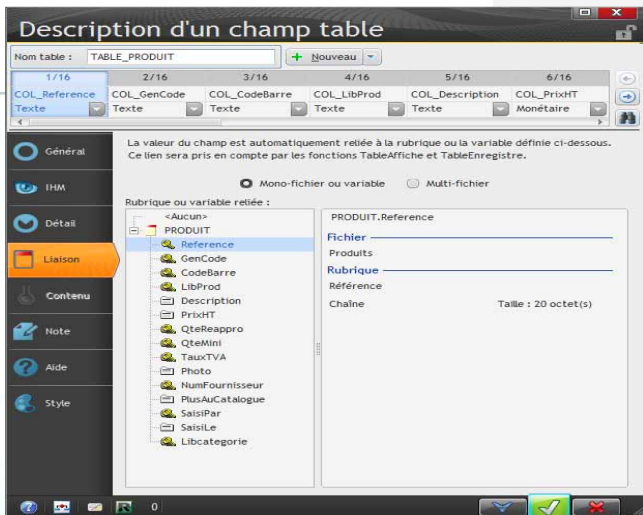 Description d'un champ table
Nom table : TABLE_PRODUIT + Nouveau
1/16 2/16 3/16 4/16 5/16 6/16
COL_Reference COL_GenCode COL_CodeBarre COL_LibProd COL_Description COL_PrixHT
Texte Texte Texte Texte Texte Monétaire
Général
IHM
Détail
Liaison
Contenu
Note
Aide
Style
La valeur du champ est automatiquement reliée à la rubrique ou la variable définie ci-dessous.
Ce lien sera pris en compte par les fonctions TableAffiche et TableEnregistre.
Mono-fichier ou variable Multi-fichier
Rubrique ou variable reliée :
<Aucun>
PRODUIT
Reference
GenCode
CodeBarre
LibProd
Description
PrixHT
QteReappro
QteMini
TauxTVA
Photo
NumFournisseur
PlusAuCatalogue
SaisiPar
SaisiLe
Libcategorie
PRODUIT.Reference
Fichier
Produits
Rubrique
Référence
Chaîne Taille : 20 octet(s)
0